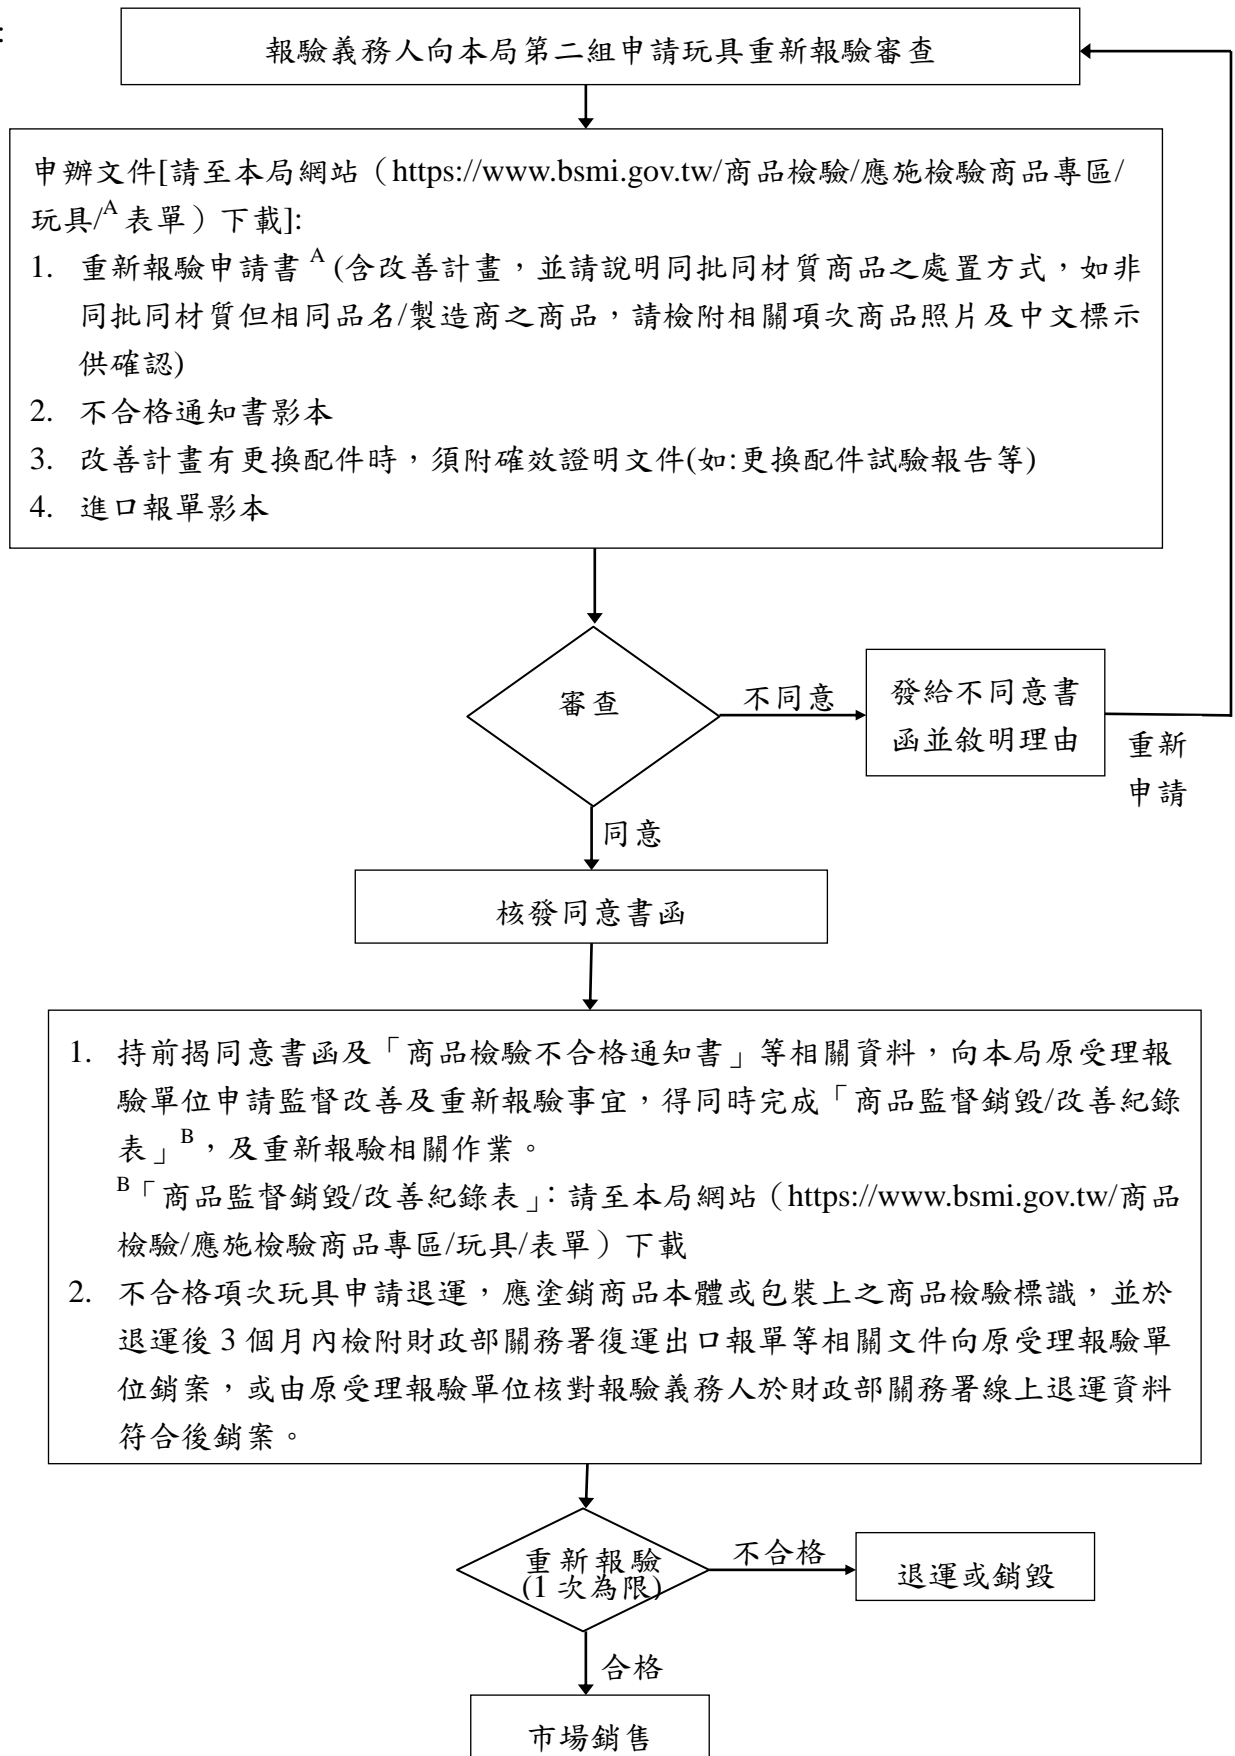 :
報驗義務人向本局第二組申請玩具重新報驗審查
申辦文件[請至本局網站（https://www.bsmi.gov.tw/商品檢驗/應施檢驗商品專區/
玩具/A 表單）下載]:
1. 重新報驗申請書 A (含改善計畫，並請說明同批同材質商品之處置方式，如非
同批同材質但相同品名/製造商之商品，請檢附相關項次商品照片及中文標示
供確認)
2. 不合格通知書影本
3. 改善計畫有更換配件時，須附確效證明文件(如:更換配件試驗報告等)
4. 進口報單影本
審查
不同意
發給不同意書
函並敘明理由
重新
申請
同意
核發同意書函
1. 持前揭同意書函及「商品檢驗不合格通知書」等相關資料，向本局原受理報
驗單位申請監督改善及重新報驗事宜，得同時完成「商品監督銷毀/改善紀錄
表」B，及重新報驗相關作業。
B「商品監督銷毀/改善紀錄表」：請至本局網站（https://www.bsmi.gov.tw/商品
檢驗/應施檢驗商品專區/玩具/表單）下載
2. 不合格項次玩具申請退運，應塗銷商品本體或包裝上之商品檢驗標識，並於
退運後 3 個月內檢附財政部關務署復運出口報單等相關文件向原受理報驗單
位銷案，或由原受理報驗單位核對報驗義務人於財政部關務署線上退運資料
符合後銷案。
重新報驗
(1 次為限)
不合格
退運或銷毀
合格
市場銷售